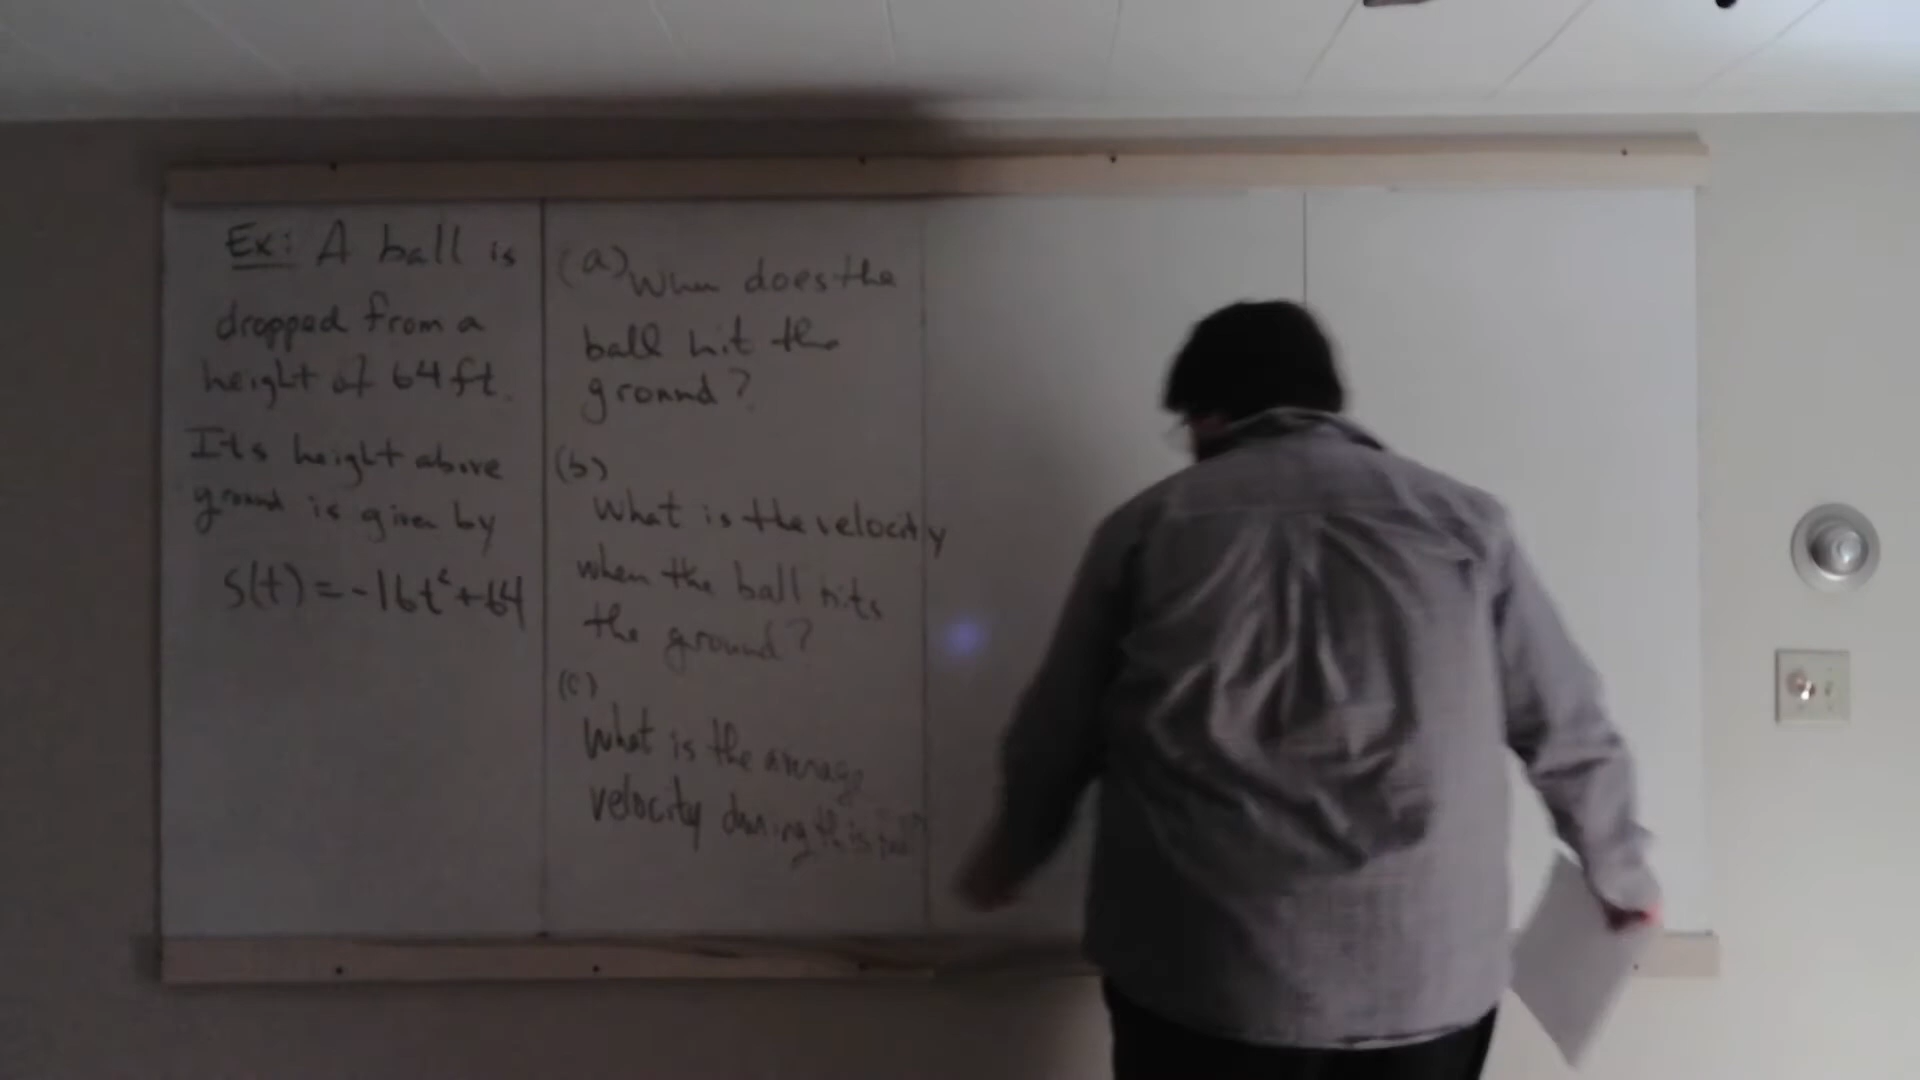 Ex: A ball is
dropped from a
height of 64 ft.
Its height above
ground is given by
s(t) = -16t² + 64
(a) When does the
ball hit the
ground?
(b)
What is the velocity
when the ball hits
the ground?
(c)
What is the average
velocity during this